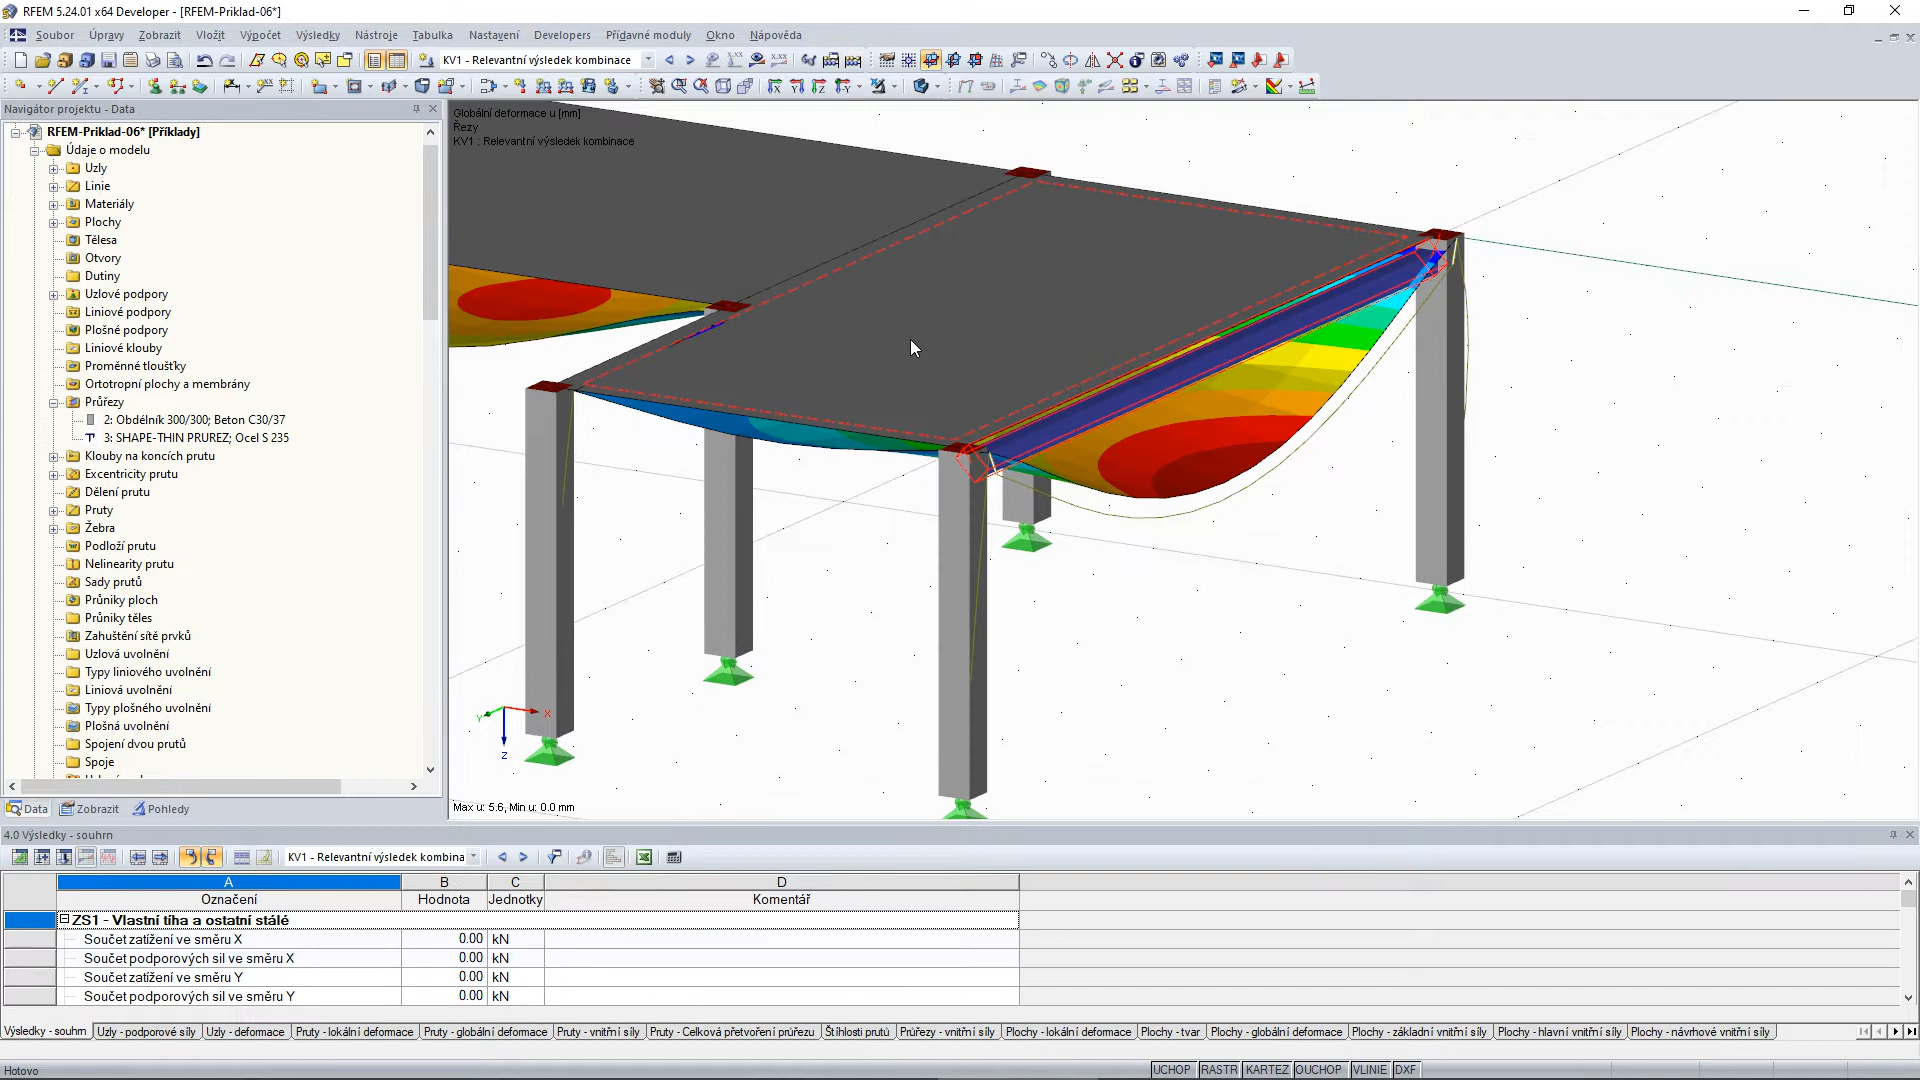 RFEM 5.24.01 x64 Developer - [RFEM-Priklad-06*]
Soubor Úpravy Zobrazit Vložit Výpočet Výsledky Nástroje Tabulka Nastavení Developers Přídavné moduly Okno Nápověda
KV1 - Relevantní výsledek kombinace
Navigátor projektu - Data
RFEM-Priklad-06* [Příklady]
Údaje o modelu
Uzly
Linie
Materiály
Plochy
Tělesa
Otvory
Dutiny
Uzlové podpory
Liniové podpory
Plošné podpory
Liniové klouby
Proměnné tloušťky
Ortotropní plochy a membrány
Průřezy
2: Obdélník 300/300; Beton C30/37
3: SHAPE-THIN PRUREZ; Ocel S 235
Klouby na koncích prutu
Excentricity prutu
Dělení prutu
Pruty
Žebra
Podloží prutu
Nelinearity prutu
Sady prutů
Průniky ploch
Průniky těles
Zahuštění sítě prvků
Uzlová uvolnění
Typy liniového uvolnění
Liniová uvolnění
Typy plošného uvolnění
Plošná uvolnění
Spojení dvou prutů
Spoje
Data Zobrazit Pohledy
Globální deformace u [mm]
Řezy
KV1 : Relevantní výsledek kombinace
X
Y
Z
Max u: 5.6, Min u: 0.0 mm
4.0 Výsledky - souhrn
KV1 - Relevantní výsledek kombina
A B C D
Označení Hodnota Jednotky Komentář
ZS1 - Vlastní tíha a ostatní stálé
Součet zatížení ve směru X 0.00 kN
Součet podporových sil ve směru X 0.00 kN
Součet zatížení ve směru Y 0.00 kN
Součet podporových sil ve směru Y 0.00 kN
Výsledky - souhrn Uzly - podporové síly Uzly - deformace Pruty - lokální deformace Pruty - globální deformace Pruty - vnitřní síly Pruty - Celková přetvoření průřezu Štíhlosti prutů Průřezy - vnitřní síly Plochy - lokální deformace Plochy - tvar Plochy - globální deformace Plochy - základní vnitřní síly Plochy - hlavní vnitřní síly Plochy - návrhové vnitřní síly
Hotovo
UCHOP RASTR KARTEZ OUCHOP VLINIE DXF